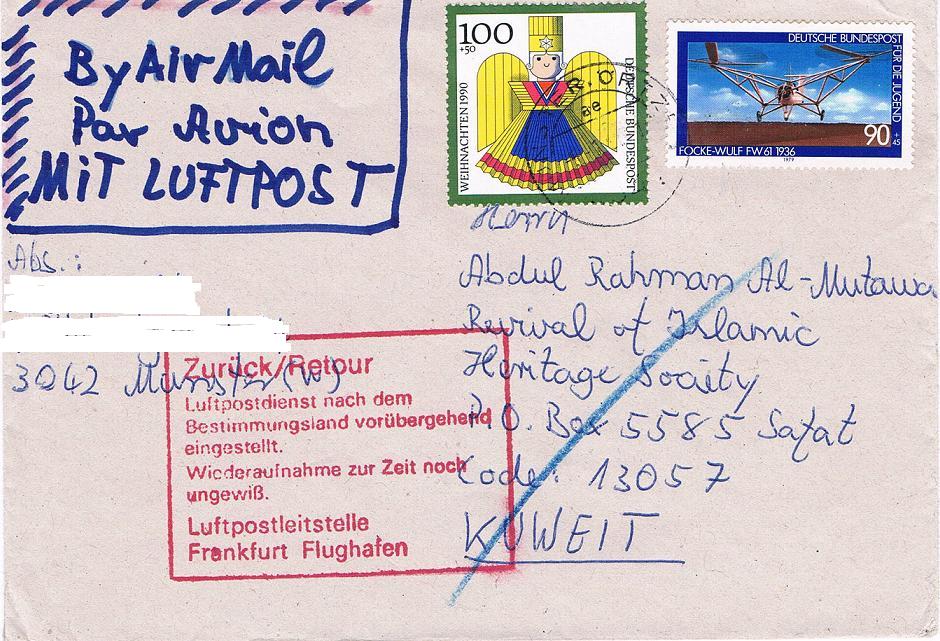 By Air Mail
Par Avion
MIT LUFTPOST
100
+50
WEIHNACHTEN 1990
DEUTSCHE BUNDESPOST
DEUTSCHE BUNDESPOST
FÜR DIE JUGEND
+45
90
FOCKE-WULF FW 61 1936
1979
Abs.:
3042 Munster (W)
Herrn
Abdul Rahman Al-Mutawa
Revival of Islamic
Heritage Society
P.O. Box 5585 Safat
Code: 13057
KUWEIT
Zurück/Retour
Luftpostdienst nach dem
Bestimmungsland vorübergehend
eingestellt.
Wiederaufnahme zur Zeit noch
ungewiß.
Luftpostleitstelle
Frankfurt Flughafen